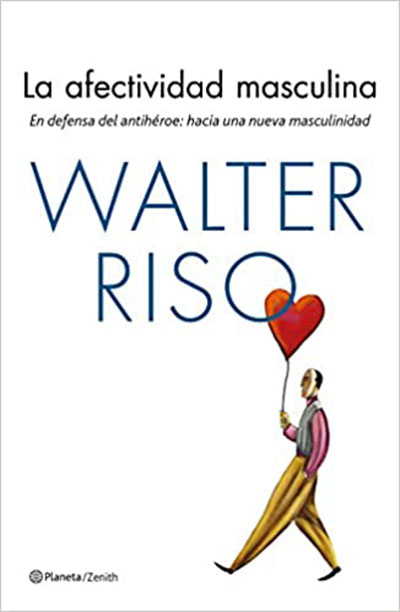 La afectividad masculina
En defensa del antihéroe: hacia una nueva masculinidad
WALTER
RISO
Planeta/Zenith